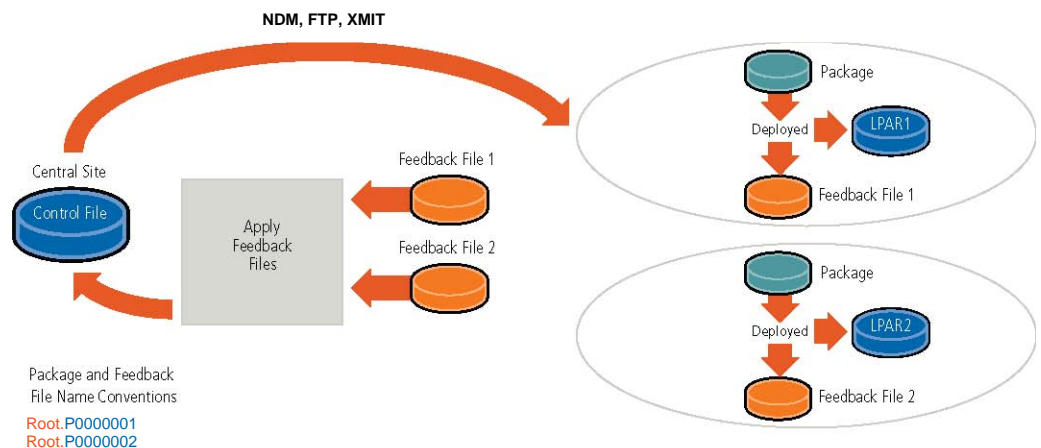 NDM, FTP, XMIT
Central Site
Control File
Apply
Feedback
Files
Feedback File 1
Feedback File 2
Package
Deployed
LPAR1
Feedback File 1
Package
Deployed
LPAR2
Feedback File 2
Package and Feedback
File Name Conventions
Root.P0000001
Root.P0000002